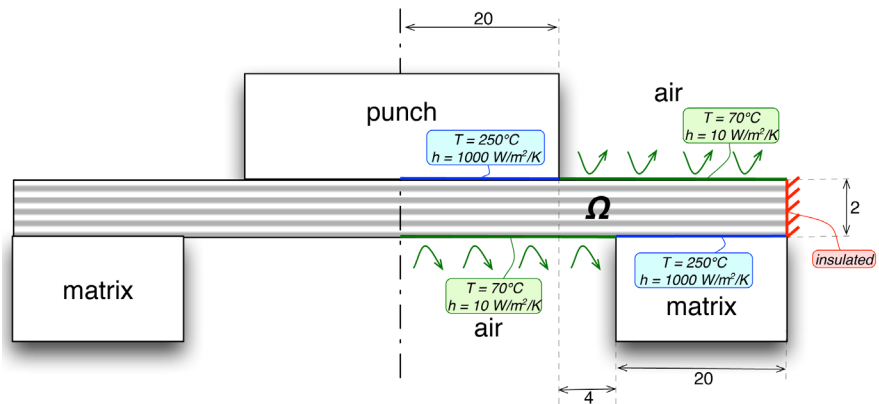 20
punch
air
T = 70°C
h = 10 W/m²/K
T = 250°C
h = 1000 W/m²/K
Ω
2
insulated
T = 250°C
h = 1000 W/m²/K
T = 70°C
h = 10 W/m²/K
matrix
matrix
air
20
4